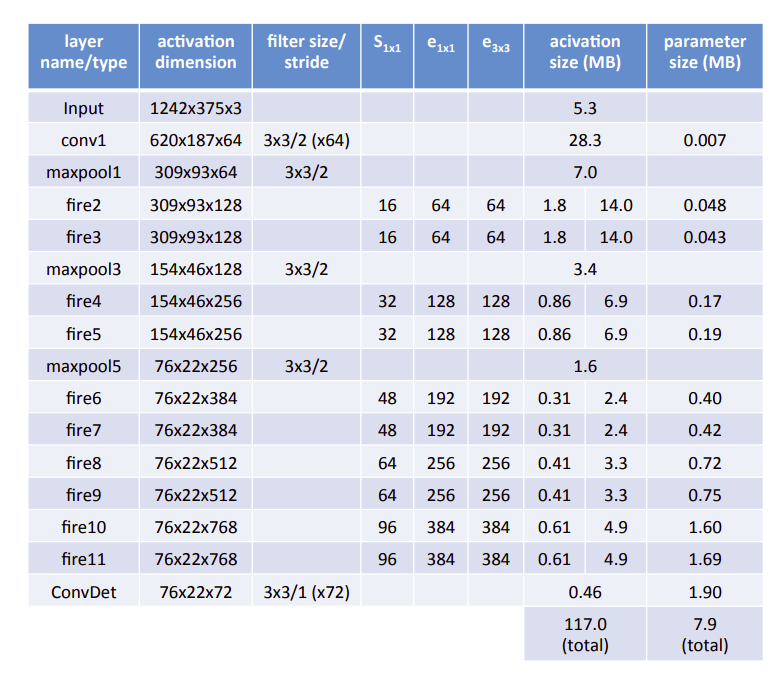 layer name/type activation dimension filter size/ stride S1x1 e1x1 e3x3 acivation size (MB) parameter size (MB)
Input 1242x375x3 5.3
conv1 620x187x64 3x3/2 (x64) 28.3 0.007
maxpool1 309x93x64 3x3/2 7.0
fire2 309x93x128 16 64 64 1.8 14.0 0.048
fire3 309x93x128 16 64 64 1.8 14.0 0.043
maxpool3 154x46x128 3x3/2 3.4
fire4 154x46x256 32 128 128 0.86 6.9 0.17
fire5 154x46x256 32 128 128 0.86 6.9 0.19
maxpool5 76x22x256 3x3/2 1.6
fire6 76x22x384 48 192 192 0.31 2.4 0.40
fire7 76x22x384 48 192 192 0.31 2.4 0.42
fire8 76x22x512 64 256 256 0.41 3.3 0.72
fire9 76x22x512 64 256 256 0.41 3.3 0.75
fire10 76x22x768 96 384 384 0.61 4.9 1.60
fire11 76x22x768 96 384 384 0.61 4.9 1.69
ConvDet 76x22x72 3x3/1 (x72) 0.46 1.90
117.0 (total) 7.9 (total)